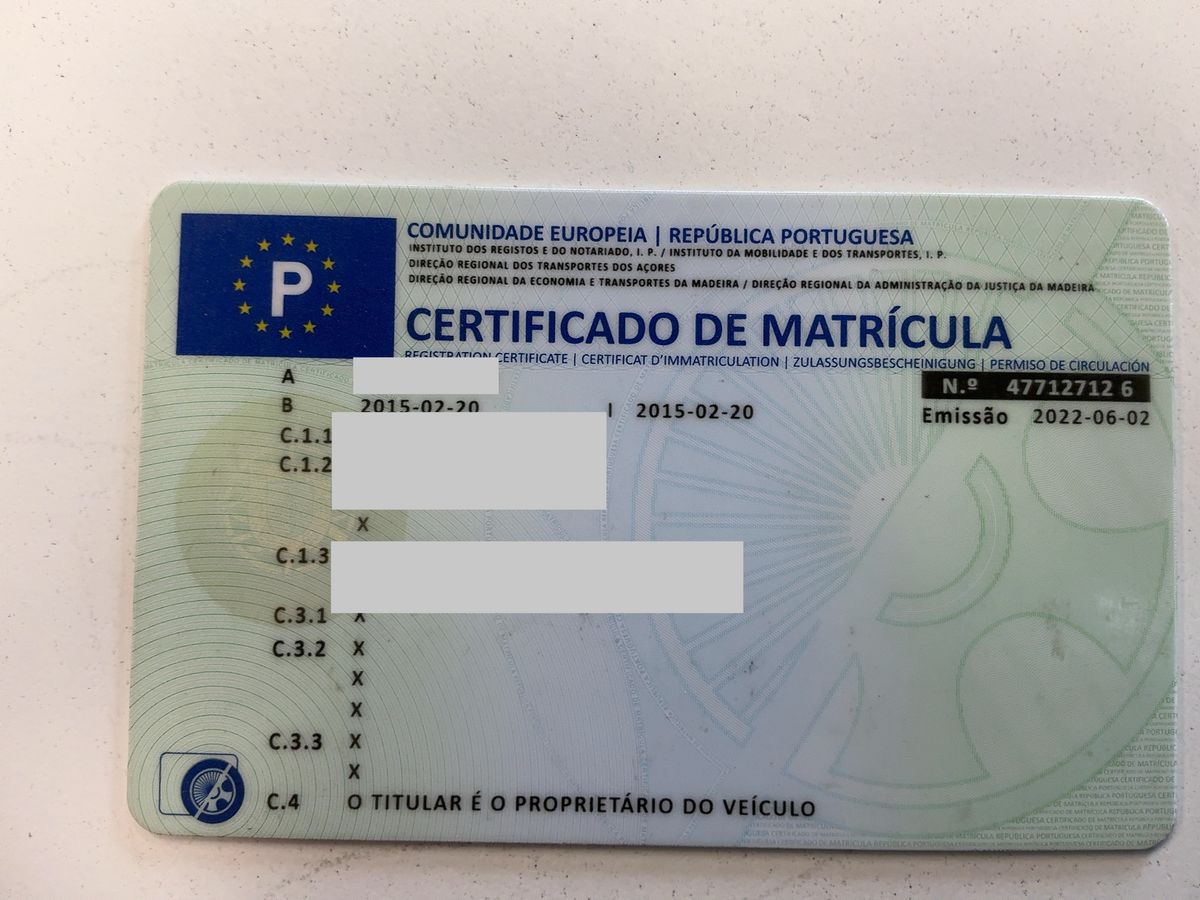 P
COMUNIDADE EUROPEIA | REPÚBLICA PORTUGUESA
INSTITUTO DOS REGISTOS E DO NOTARIADO, I. P. / INSTITUTO DA MOBILIDADE E DOS TRANSPORTES, I. P.
DIREÇÃO REGIONAL DOS TRANSPORTES DOS AÇORES
DIREÇÃO REGIONAL DA ECONOMIA E TRANSPORTES DA MADEIRA / DIREÇÃO REGIONAL DA ADMINISTRAÇÃO DA JUSTIÇA DA MADEIRA
CERTIFICADO DE MATRÍCULA
REGISTRATION CERTIFICATE | CERTIFICAT D'IMMATRICULATION | ZULASSUNGSBESCHEINIGUNG | PERMISO DE CIRCULACIÓN
A N.º 47712712 6
B 2015-02-20 I 2015-02-20 Emissão 2022-06-02
C.1.1
C.1.2
X
C.1.3
C.3.1 X
C.3.2 X
X
X
C.3.3 X
X
C.4 O TITULAR É O PROPRIETÁRIO DO VEÍCULO